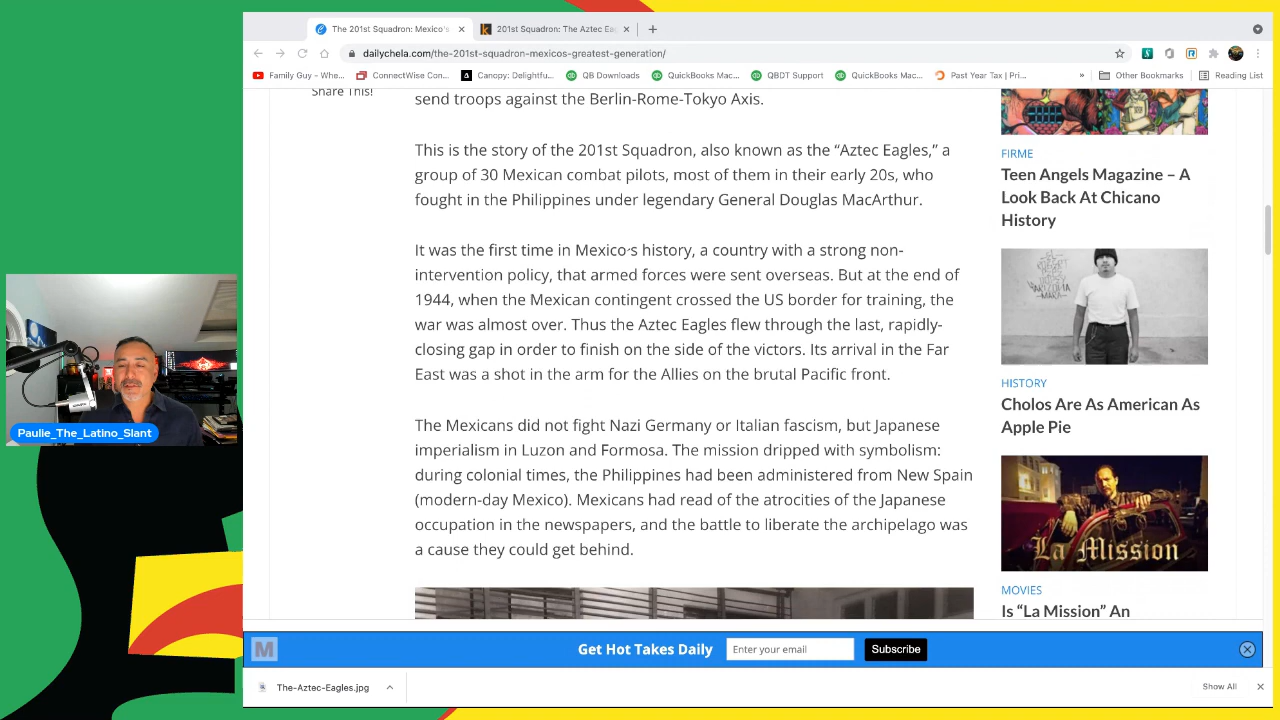 The 201st Squadron: Mexico's
201st Squadron: The Aztec Eag
dailychela.com/the-201st-squadron-mexicos-greatest-generation/
Family Guy – Whe...
ConnectWise Con...
Canopy: Delightfu...
QB Downloads
QuickBooks Mac...
QBDT Support
QuickBooks Mac...
Past Year Tax | Pri...
»
Other Bookmarks
Reading List
Share This!
send troops against the Berlin-Rome-Tokyo Axis.
This is the story of the 201st Squadron, also known as the “Aztec Eagles,” a
group of 30 Mexican combat pilots, most of them in their early 20s, who
fought in the Philippines under legendary General Douglas MacArthur.
It was the first time in Mexico's history, a country with a strong non-
intervention policy, that armed forces were sent overseas. But at the end of
1944, when the Mexican contingent crossed the US border for training, the
war was almost over. Thus the Aztec Eagles flew through the last, rapidly-
closing gap in order to finish on the side of the victors. Its arrival in the Far
East was a shot in the arm for the Allies on the brutal Pacific front.
The Mexicans did not fight Nazi Germany or Italian fascism, but Japanese
imperialism in Luzon and Formosa. The mission dripped with symbolism:
during colonial times, the Philippines had been administered from New Spain
(modern-day Mexico). Mexicans had read of the atrocities of the Japanese
occupation in the newspapers, and the battle to liberate the archipelago was
a cause they could get behind.
FIRME
Teen Angels Magazine – A
Look Back At Chicano
History
HISTORY
Cholos Are As American As
Apple Pie
La Mission
MOVIES
Is “La Mission” An
Paulie_The_Latino_Slant
M
Get Hot Takes Daily
Enter your email
Subscribe
The-Aztec-Eagles.jpg
Show All